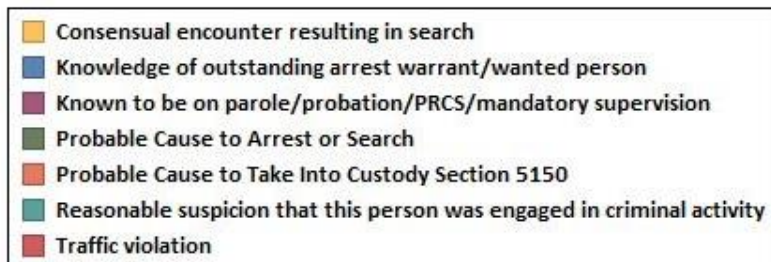 Consensual encounter resulting in search
Knowledge of outstanding arrest warrant/wanted person
Known to be on parole/probation/PRCS/mandatory supervision
Probable Cause to Arrest or Search
Probable Cause to Take Into Custody Section 5150
Reasonable suspicion that this person was engaged in criminal activity
Traffic violation